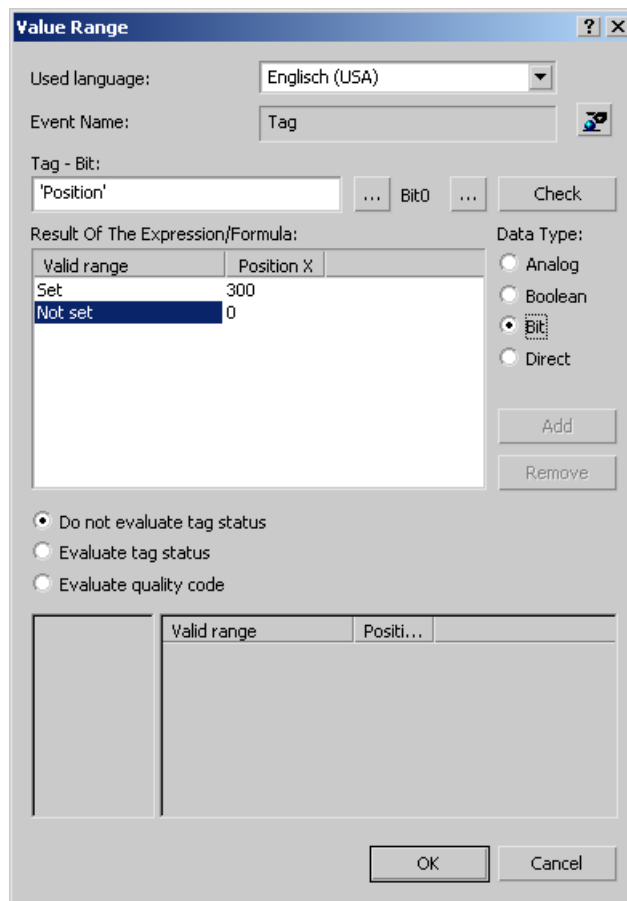 Value Range
Used language:
Englisch (USA)
Event Name:
Tag
Tag - Bit:
'Position'
...
Bit0
...
Check
Result Of The Expression/Formula:
Data Type:
Valid range Position X
Set 300
Not set 0
Analog
Boolean
Bit
Direct
Add
Remove
Do not evaluate tag status
Evaluate tag status
Evaluate quality code
Valid range Positi...
OK
Cancel